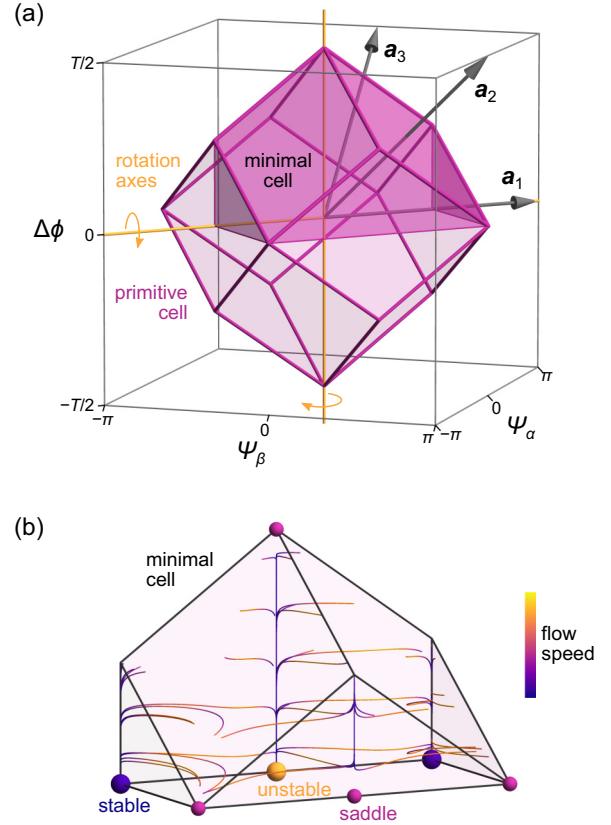 (a)
T/2
a₃
a₂
rotation
axes
minimal
cell
a₁
Δϕ
0
primitive
cell
−T/2
−π
0
π
−π
0
π
Ψβ
Ψα
(b)
minimal
cell
flow
speed
stable
unstable
saddle